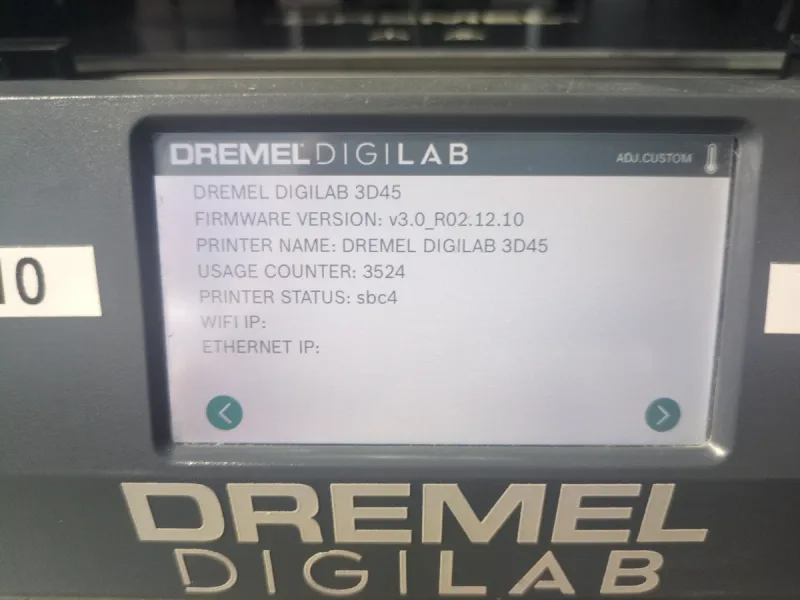 DREMEL DIGILAB
ADJ.CUSTOM
DREMEL DIGILAB 3D45
FIRMWARE VERSION: v3.0_R02.12.10
PRINTER NAME: DREMEL DIGILAB 3D45
USAGE COUNTER: 3524
PRINTER STATUS: sbc4
WIFI IP:
ETHERNET IP:
10
DREMEL
DIGILAB